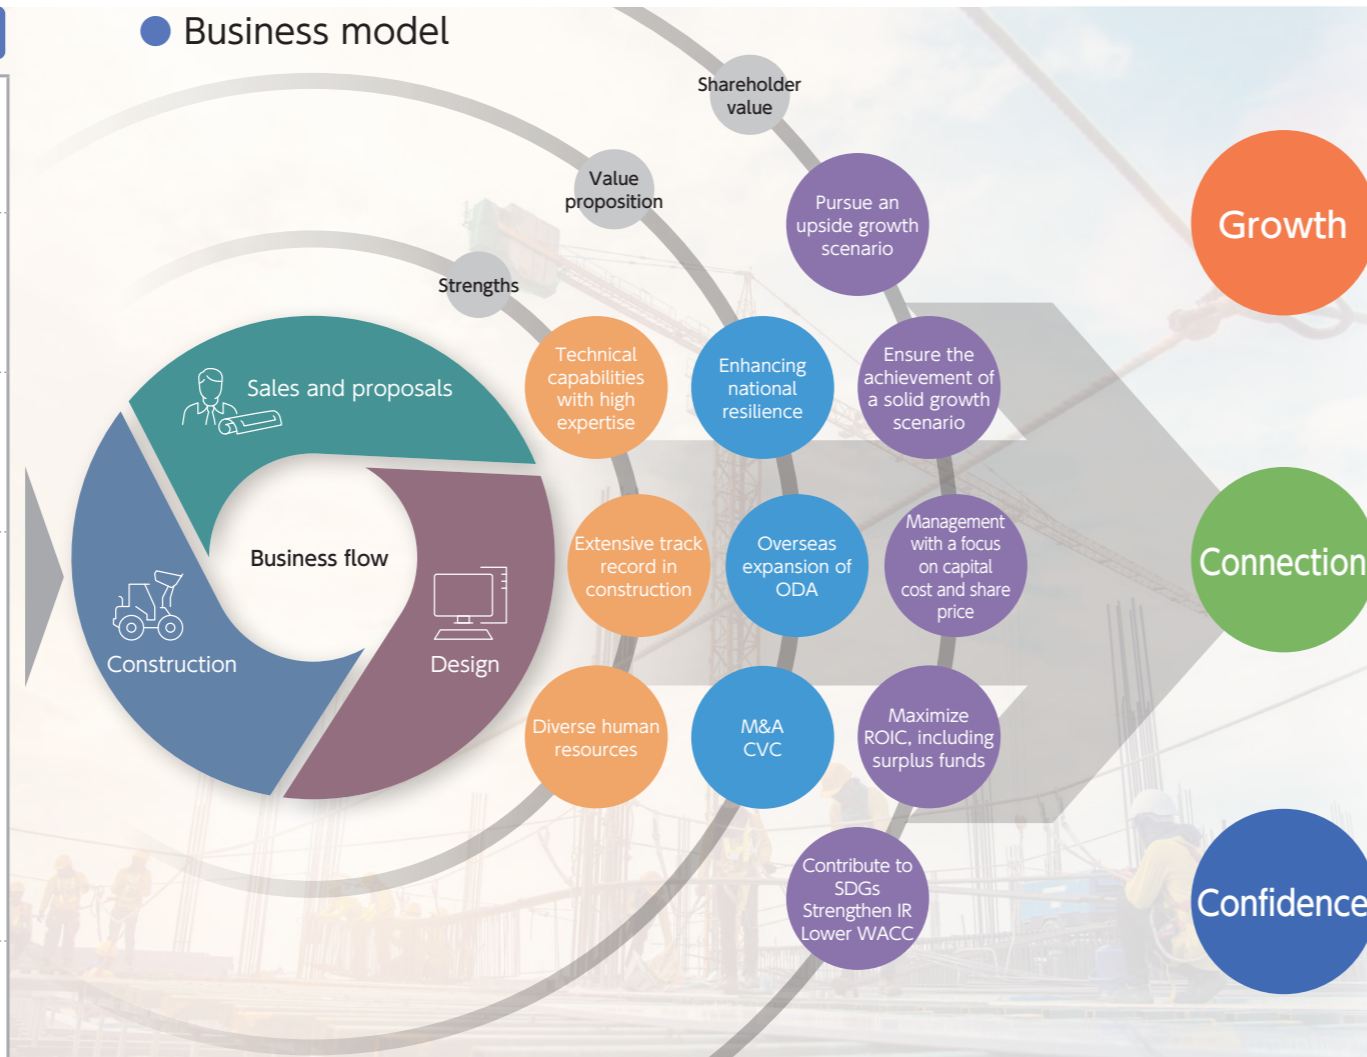 Business model
Shareholder
value
Value
proposition
Strengths
Pursue an
upside growth
scenario
Growth
Sales and proposals
Technical
capabilities
with high
expertise
Enhancing
national
resilience
Ensure the
achievement of
a solid growth
scenario
Business flow
Extensive track
record in
construction
Overseas
expansion of
ODA
Management
with a focus
on capital
cost and share
price
Connection
Construction
Design
Diverse human
resources
M&A
CVC
Maximize
ROIC, including
surplus funds
Contribute to
SDGs
Strengthen IR
Lower WACC
Confidence